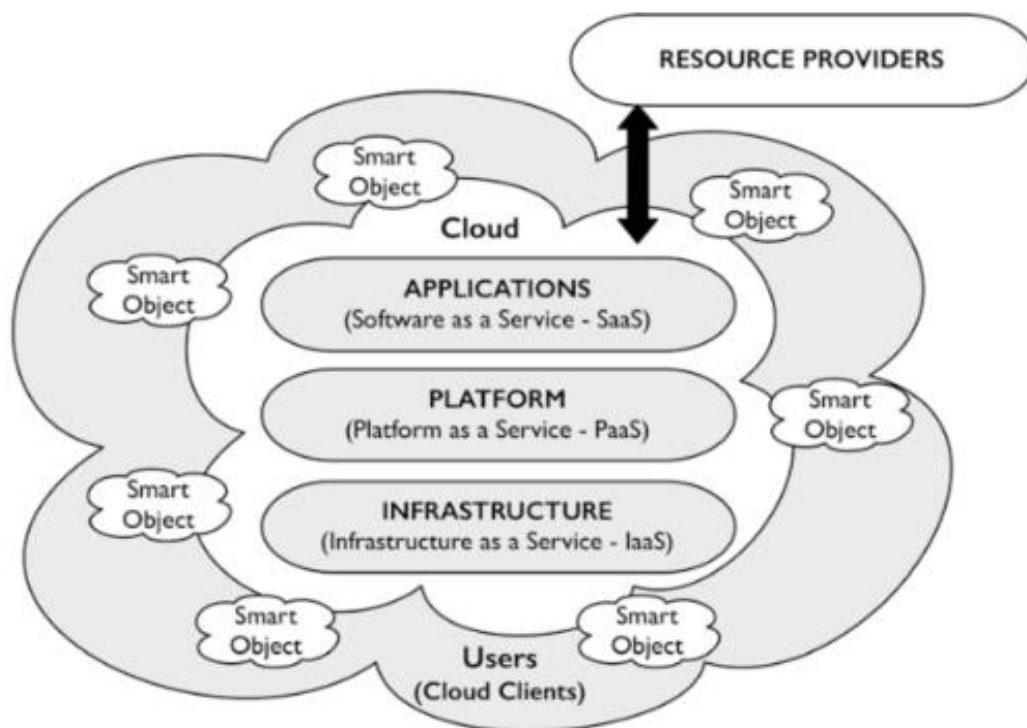 RESOURCE PROVIDERS
Smart
Object
Smart
Object
Cloud
Smart
Object
APPLICATIONS
(Software as a Service - SaaS)
PLATFORM
(Platform as a Service - PaaS)
Smart
Object
Smart
Object
INFRASTRUCTURE
(Infrastructure as a Service - IaaS)
Smart
Object
Smart
Object
Users
(Cloud Clients)